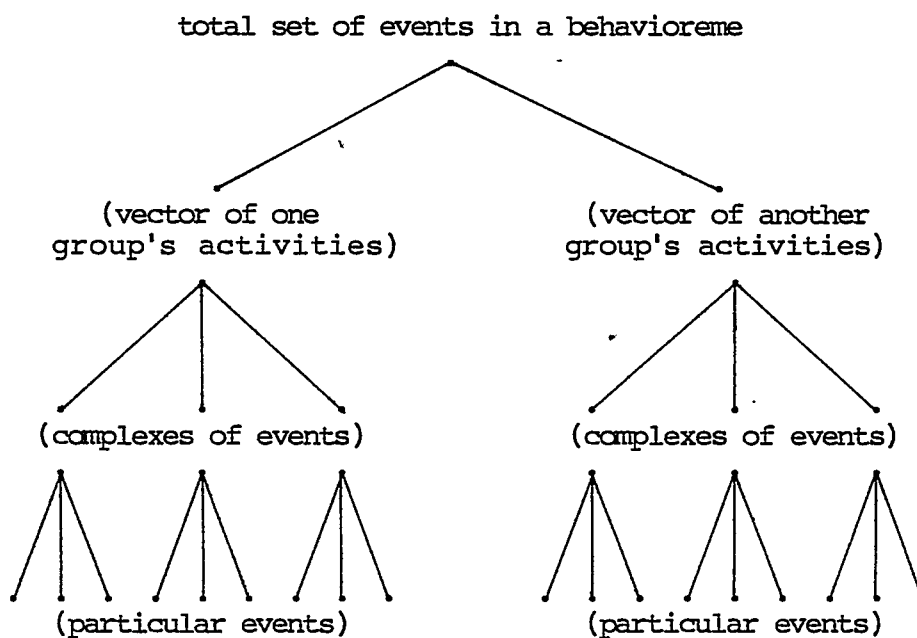 total set of events in a behavioreme
(vector of one
group's activities)
(vector of another
group's activities)
(complexes of events)
(complexes of events)
(particular events)
(particular events)